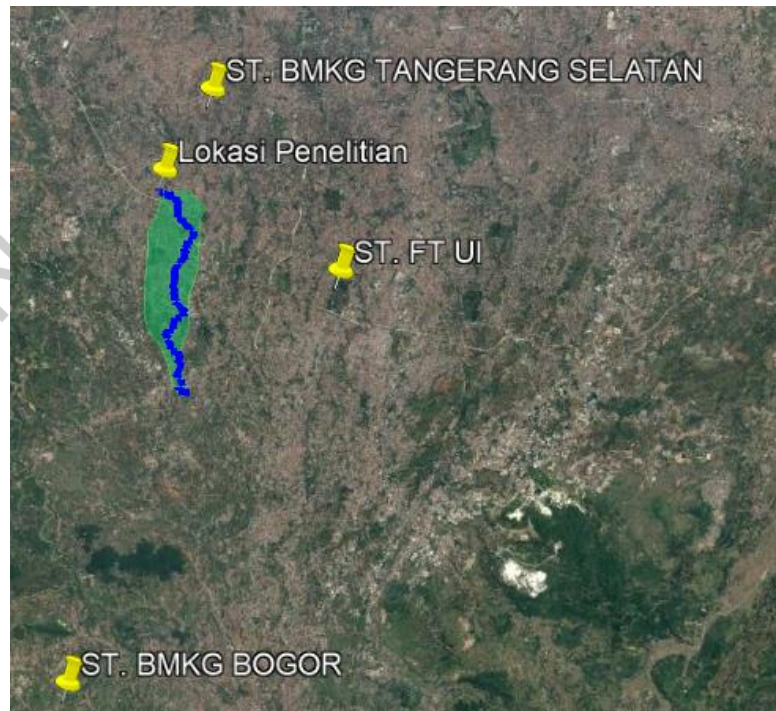 ST. BMKG TANGERANG SELATAN
Lokasi Penelitian
ST. FT UI
ST. BMKG BOGOR